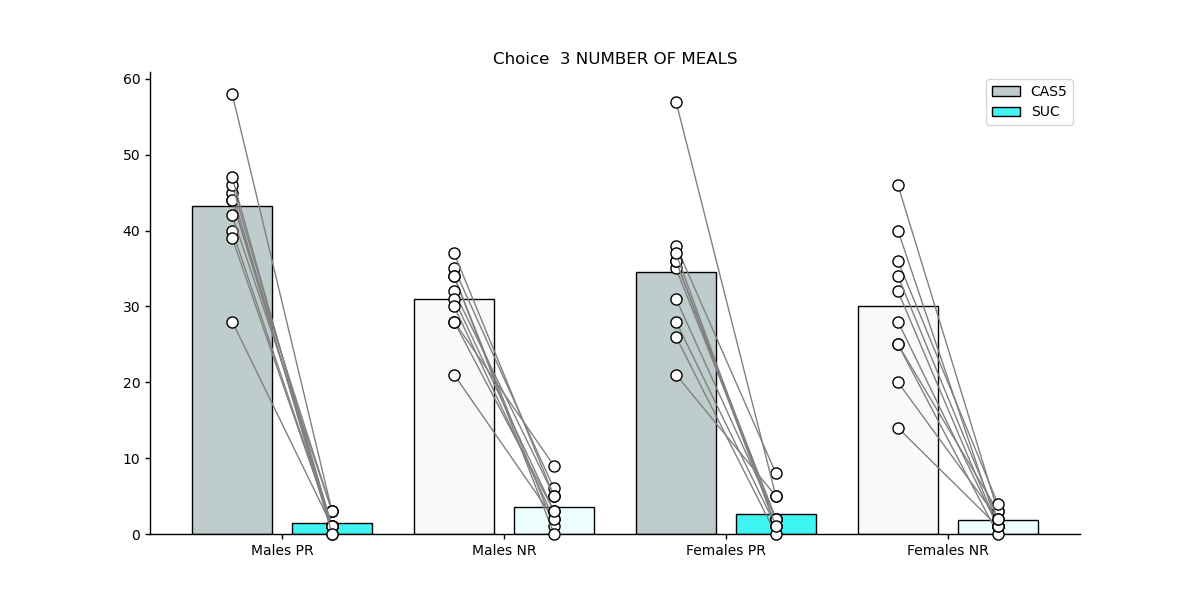 Choice  3 NUMBER OF MEALS
CAS5
SUC
60
50
40
30
20
10
0
Males PR
Males NR
Females PR
Females NR